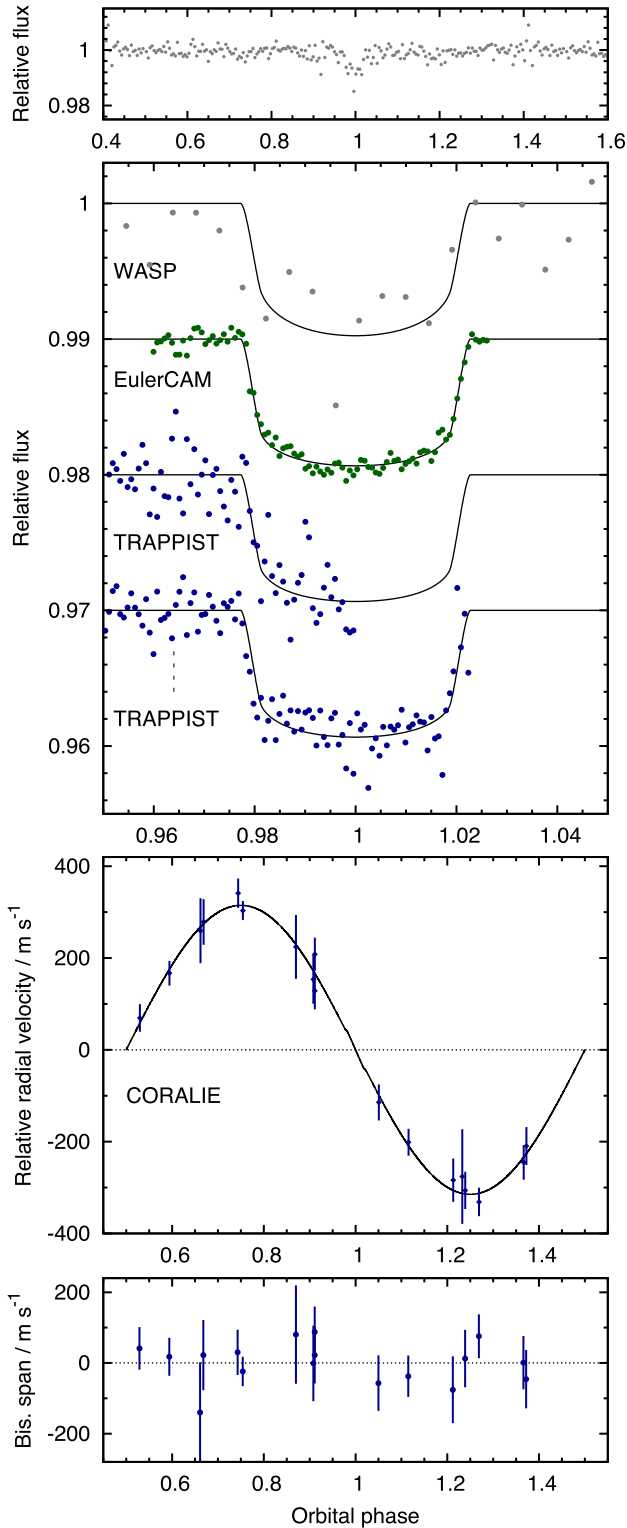 Relative flux
1
0.98
0.4 0.6 0.8 1 1.2 1.4 1.6
Relative flux
1
WASP
0.99
EulerCAM
0.98
TRAPPIST
0.97
TRAPPIST
0.96
0.96 0.98 1 1.02 1.04
Relative radial velocity / m s-1
400
200
0
CORALIE
-200
-400
0.6 0.8 1 1.2 1.4
Bis. span / m s-1
200
0
-200
0.6 0.8 1 1.2 1.4
Orbital phase